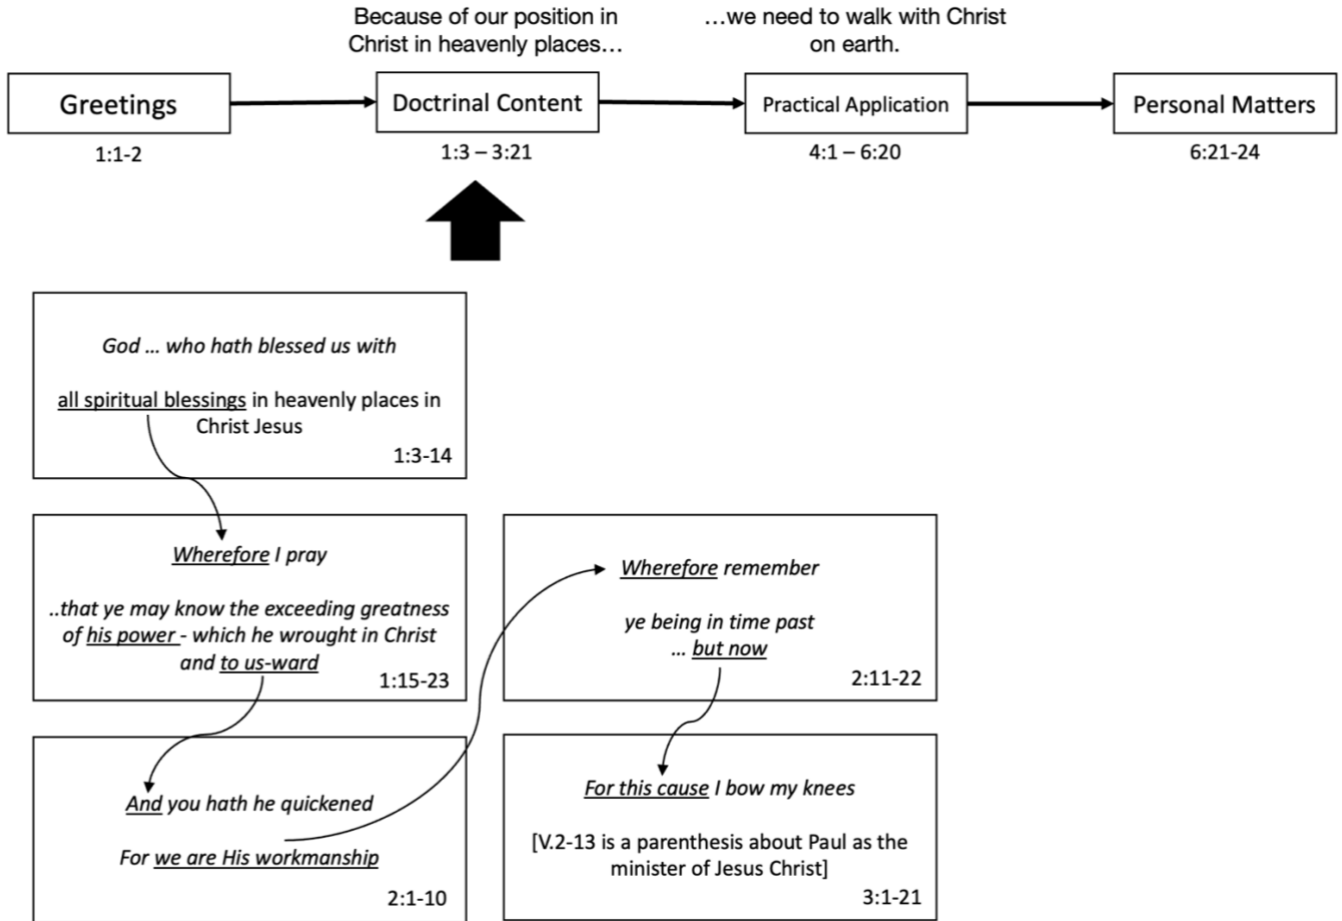 Because of our position in
Christ in heavenly places…
…we need to walk with Christ
on earth.
Greetings
Doctrinal Content
Practical Application
Personal Matters
1:1-2
1:3 – 3:21
4:1 – 6:20
6:21-24
God ... who hath blessed us with
all spiritual blessings in heavenly places in
Christ Jesus
1:3-14
Wherefore I pray
..that ye may know the exceeding greatness
of his power - which he wrought in Christ
and to us-ward
1:15-23
And you hath he quickened
For we are His workmanship
2:1-10
Wherefore remember
ye being in time past
... but now
2:11-22
For this cause I bow my knees
[V.2-13 is a parenthesis about Paul as the
minister of Jesus Christ]
3:1-21